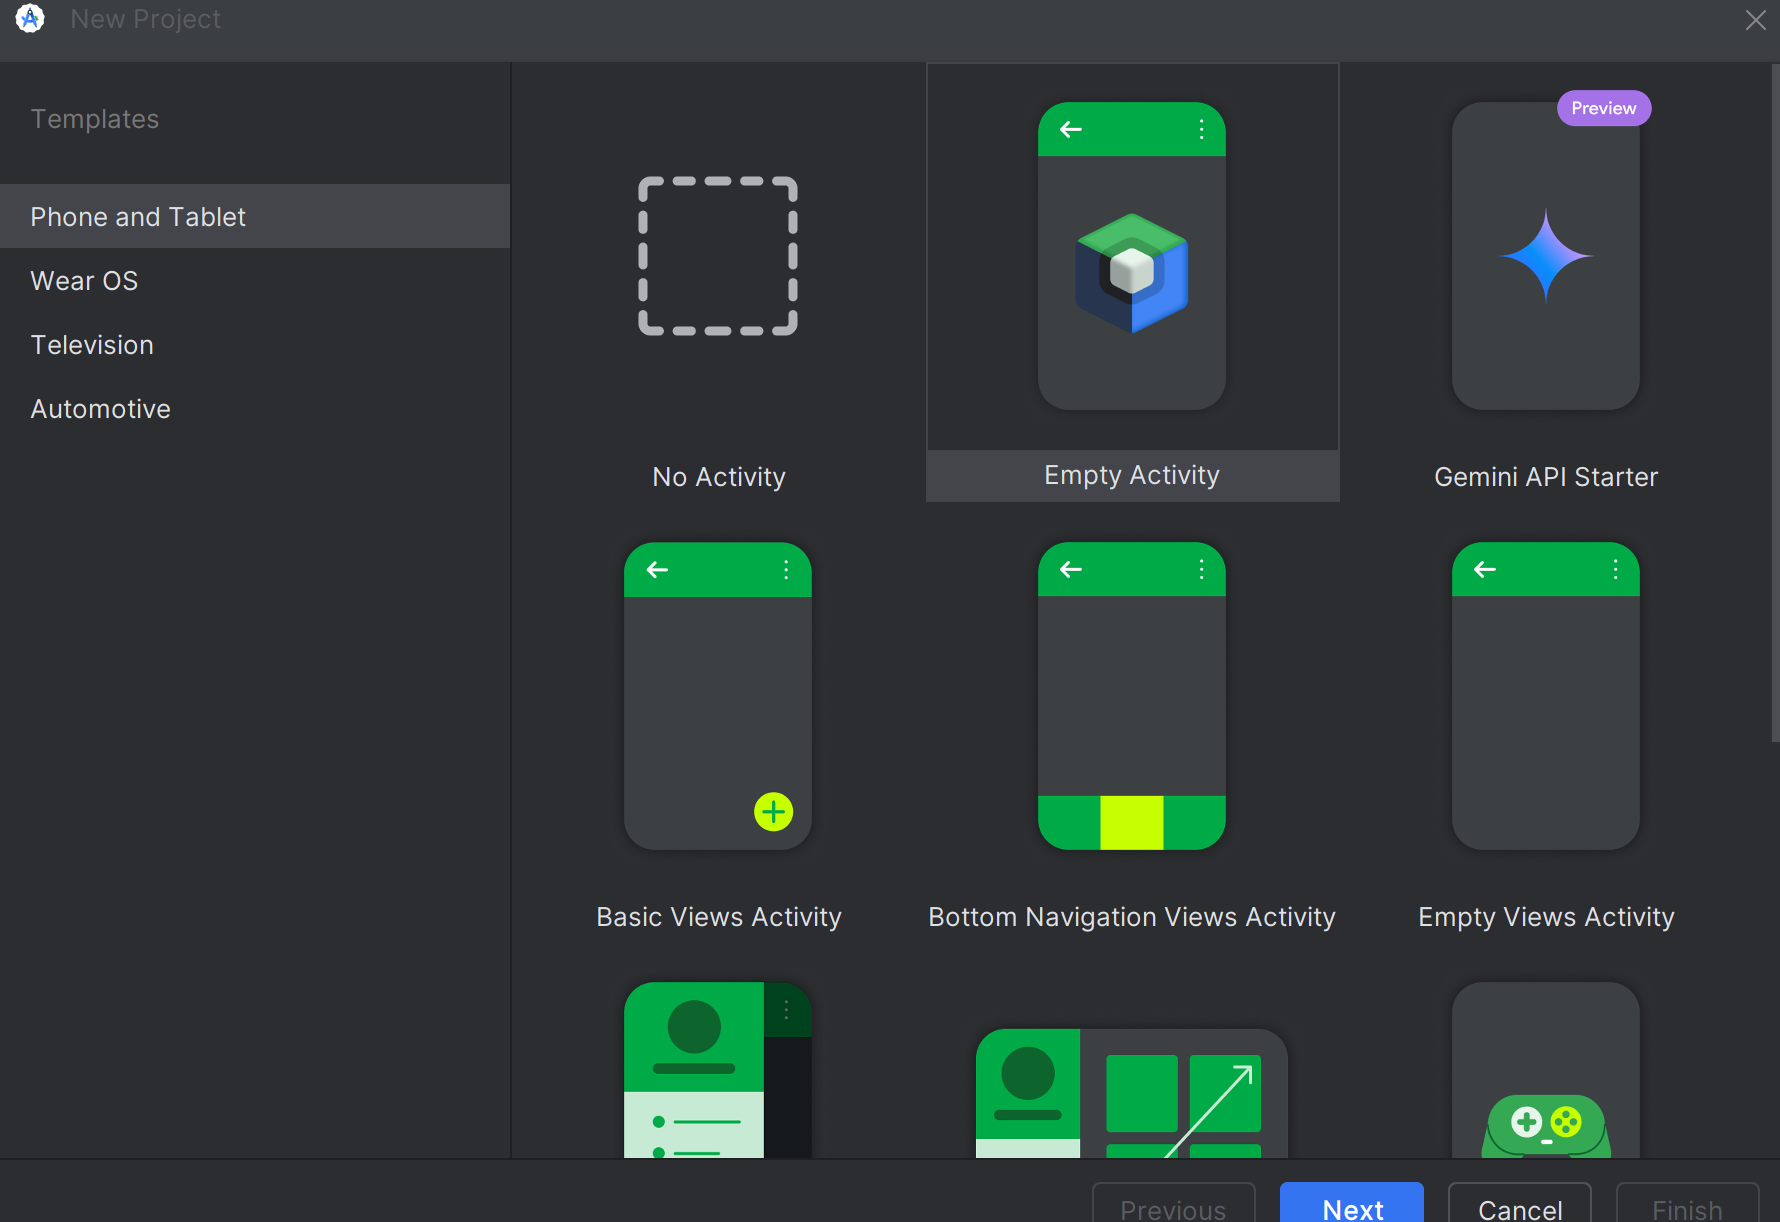 New Project
Templates
Phone and Tablet
Wear OS
Television
Automotive
Preview
No Activity
Empty Activity
Gemini API Starter
Basic Views Activity
Bottom Navigation Views Activity
Empty Views Activity
Previous
Next
Cancel
Finish